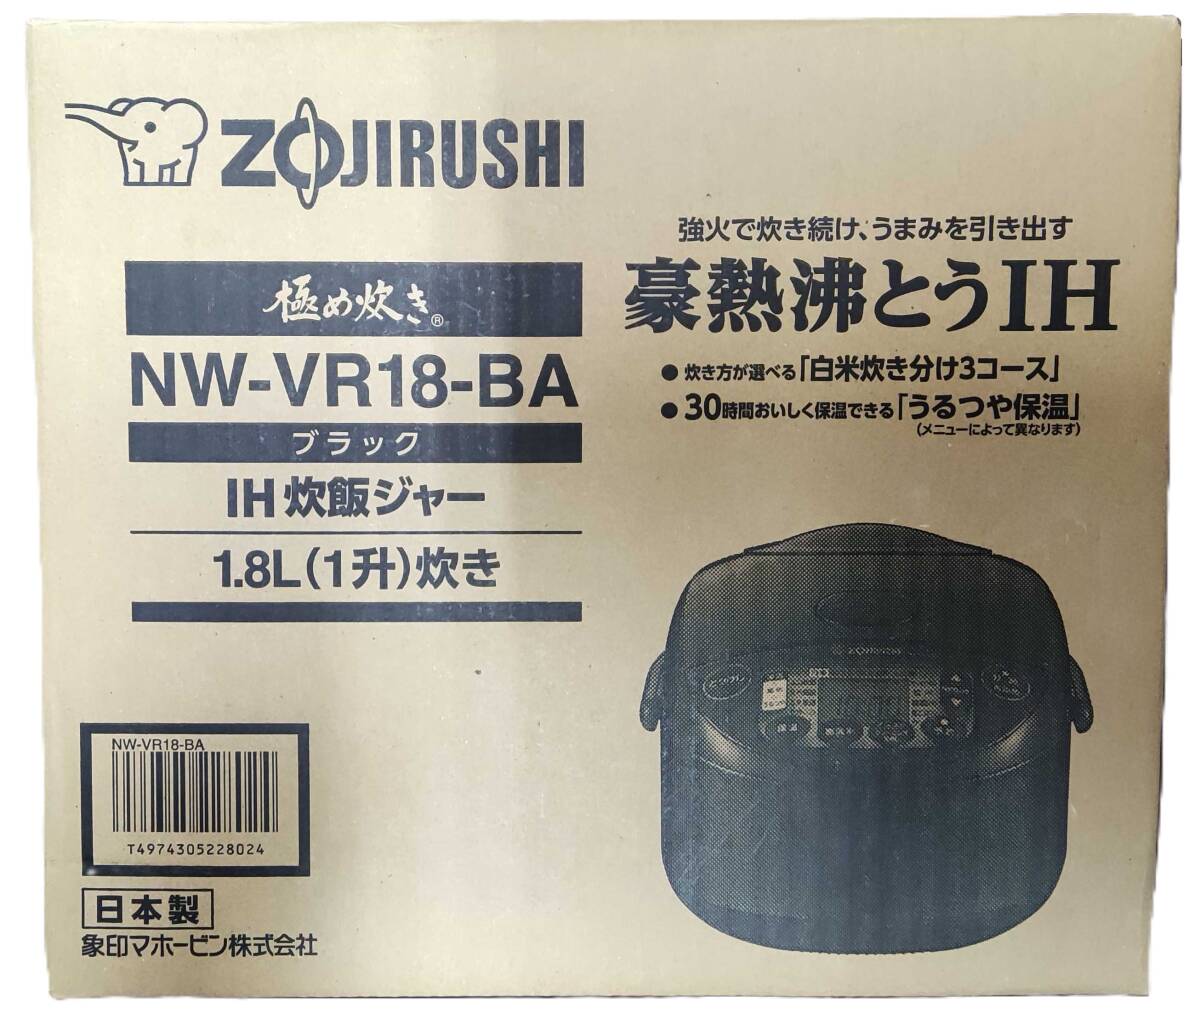 ZOJIRUSHI
極め炊き®
NW-VR18-BA
ブラック
IH炊飯ジャー
1.8L(1升)炊き
強火で炊き続け、うまみを引き出す
豪熱沸とうIH
● 炊き方が選べる「白米炊き分け3コース」
● 30時間おいしく保温できる「うるつや保温」
(メニューによって異なります)
ZOJIRUSHI
保温
NW-VR18-BA
T4974305228024
日本製
象印マホービン株式会社